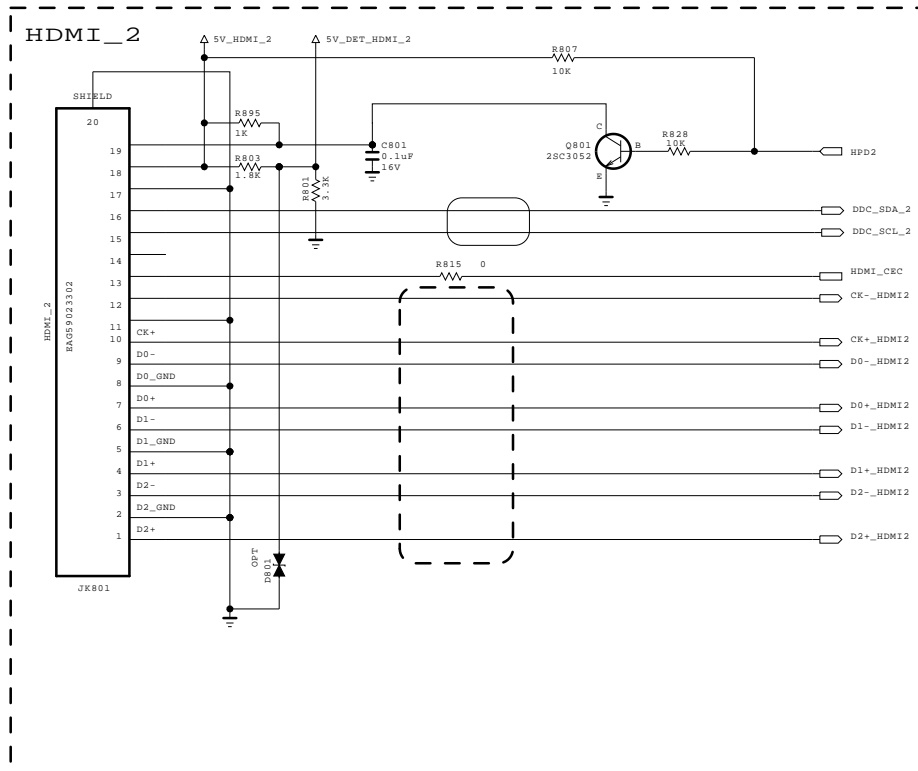 HDMI_2
5V_HDMI_2
5V_DET_HDMI_2
R807
10K
SHIELD
20
R895
1K
C801
0.1uF
16V
C
Q801
2SC3052
B
E
R828
10K
HPD2
19
R803
1.8K
R801
3.3K
18
17
16
DDC_SDA_2
15
DDC_SCL_2
14
R815 0
13
HDMI_CEC
12
CK-_HDMI2
HDMI_2
EAG59023302
11
CK+
10
CK+_HDMI2
D0-
9
D0-_HDMI2
D0_GND
8
D0+
7
D0+_HDMI2
D1-
6
D1-_HDMI2
D1_GND
5
D1+
4
D1+_HDMI2
D2-
3
D2-_HDMI2
D2_GND
2
D2+
1
D2+_HDMI2
OPT
D801
JK801